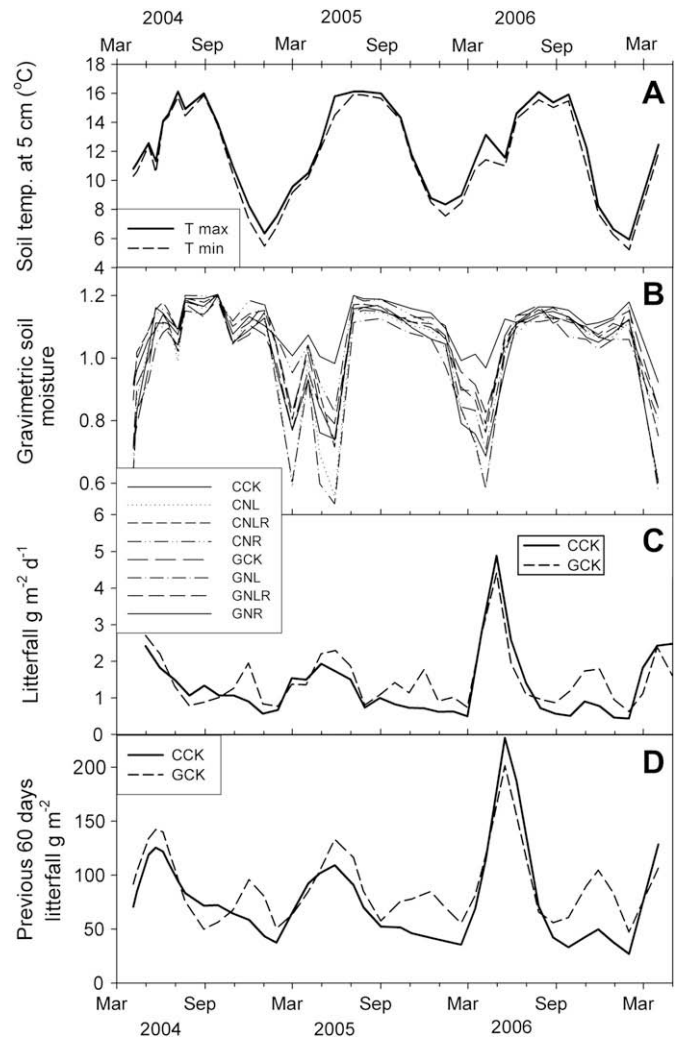 2004 2005 2006
Mar Sep Mar Sep Mar Sep Mar
18
16
14
12
10
8
6
4
Soil temp. at 5 cm (°C)
A
T max
T min
1.2
1.0
0.8
0.6
Gravimetric soil
moisture
B
CCK
CNL
CNLR
CNR
GCK
GNL
GNLR
GNR
6
5
4
3
2
1
0
Litterfall g m-2 d-1
C
CCK
GCK
200
150
100
50
0
Previous 60 days
litterfall g m-2
D
CCK
GCK
Mar Sep Mar Sep Mar Sep Mar
2004 2005 2006